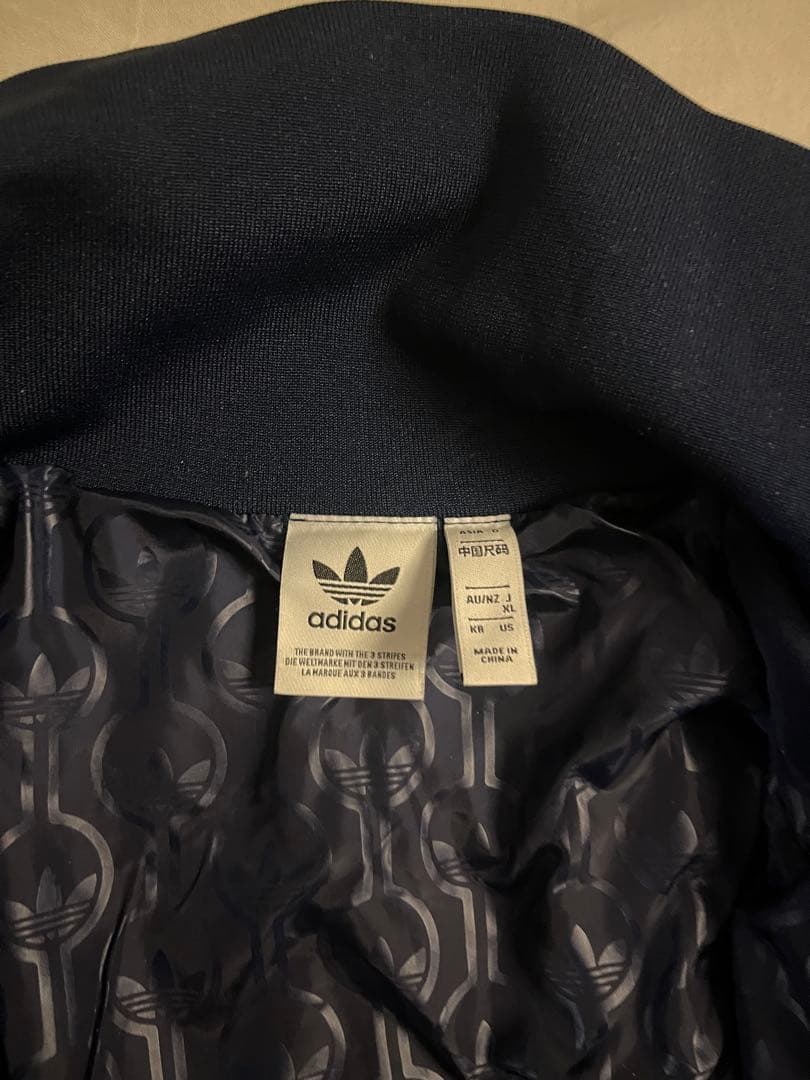 adidas
THE BRAND WITH THE 3 STRIPES
DIE WELTMARKE MIT DEN 3 STREIFEN
LA MARQUE AUX 3 BANDES
中国尺码
AU/NZ J
XL
KR US
MADE IN
CHINA